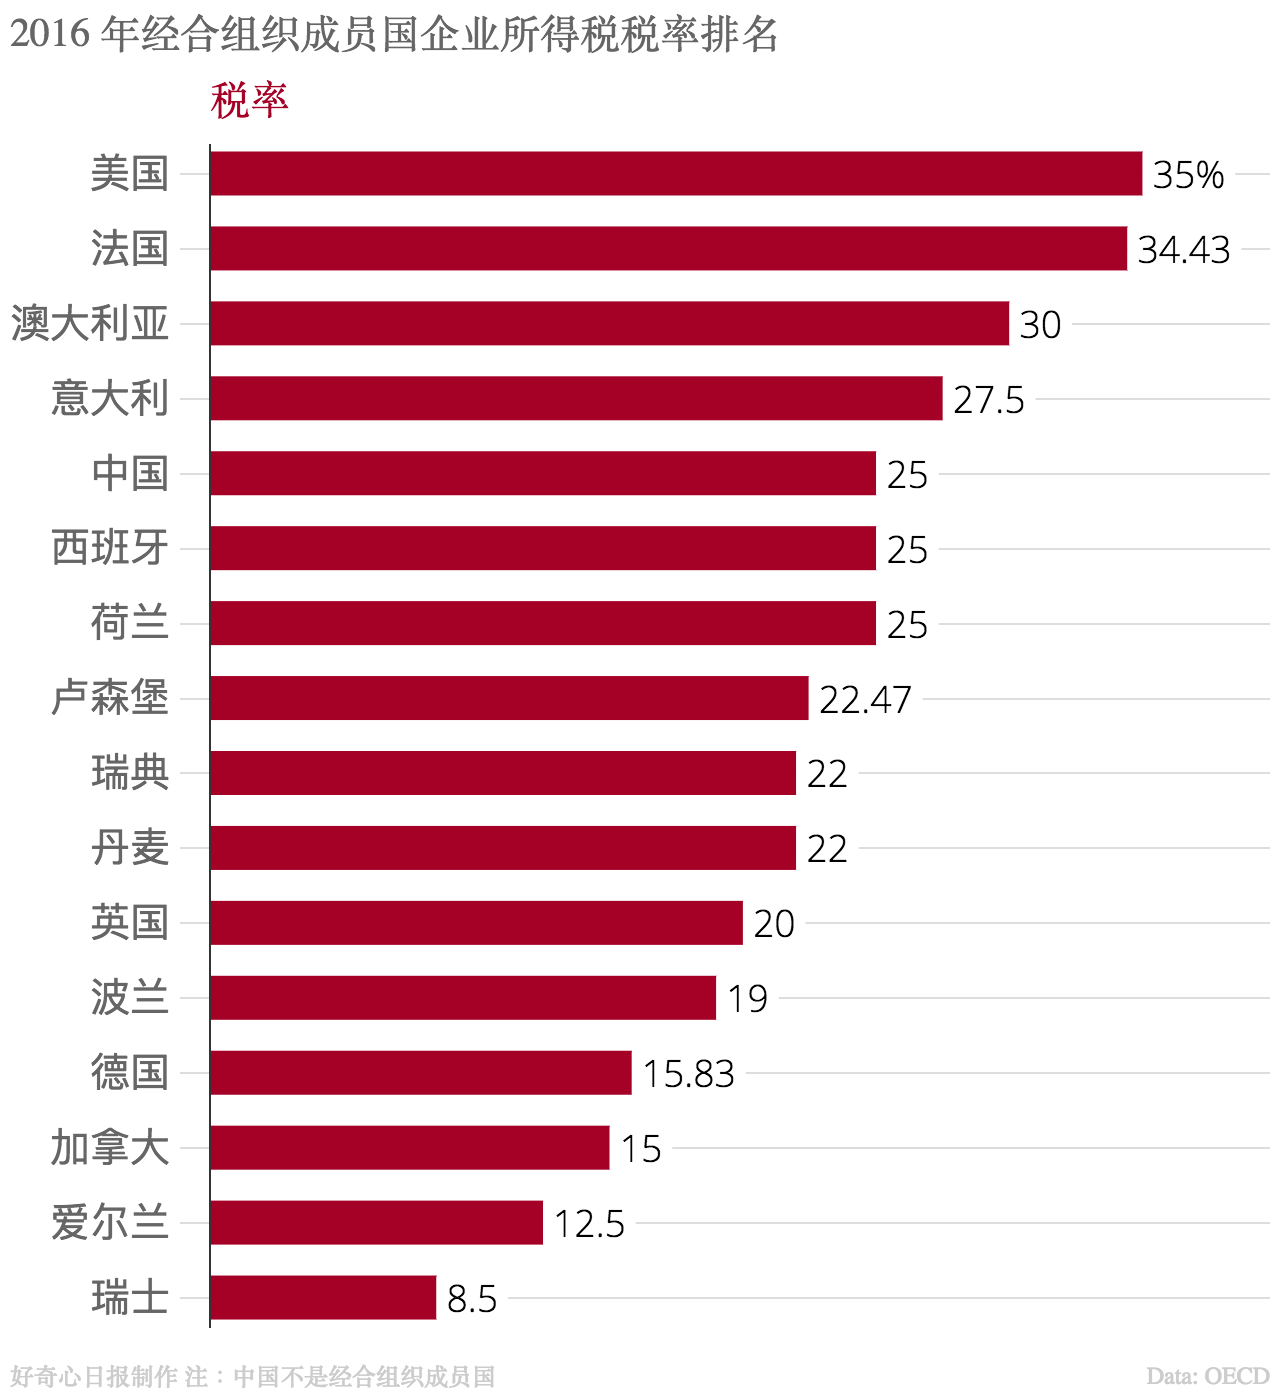 2016 年经合组织成员国企业所得税税率排名
税率
美国 35%
法国 34.43
澳大利亚 30
意大利 27.5
中国 25
西班牙 25
荷兰 25
卢森堡 22.47
瑞典 22
丹麦 22
英国 20
波兰 19
德国 15.83
加拿大 15
爱尔兰 12.5
瑞士 8.5
好奇心日报制作 注：中国不是经合组织成员国 Data: OECD